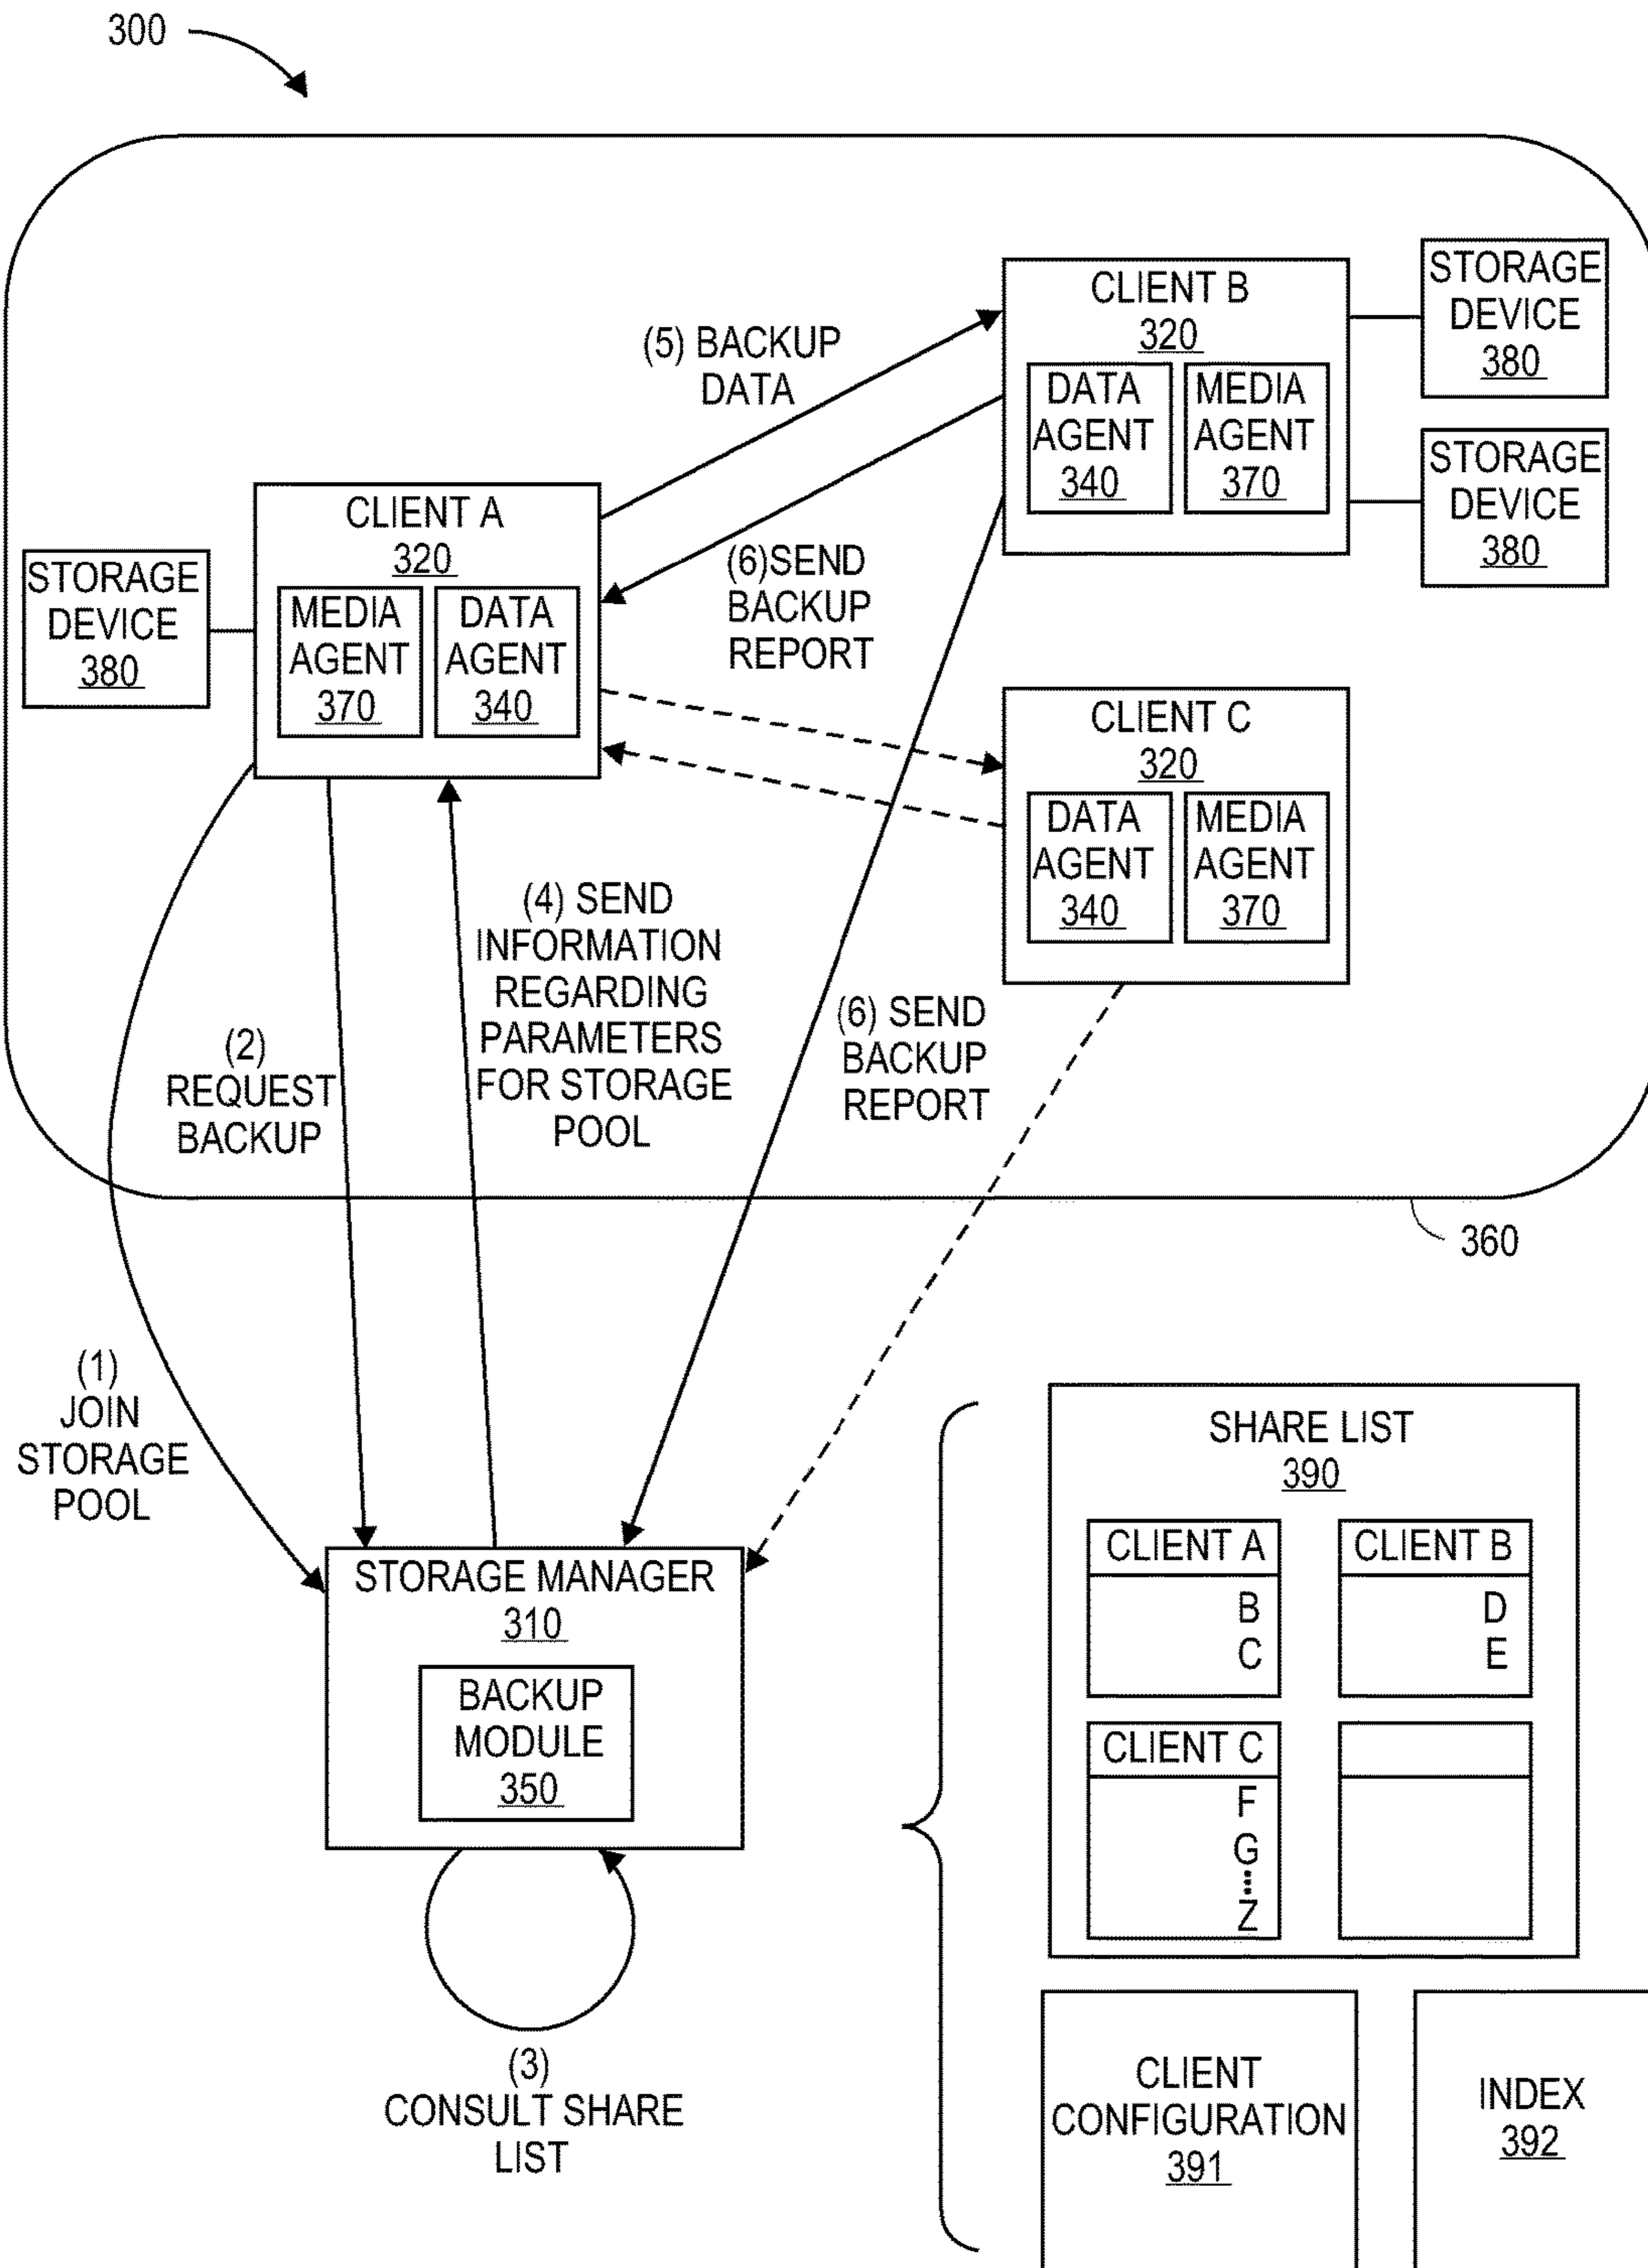 300
CLIENT B
320
DATA
AGENT
340
MEDIA
AGENT
370
STORAGE
DEVICE
380
STORAGE
DEVICE
380
(5) BACKUP
DATA
CLIENT A
320
MEDIA
AGENT
370
DATA
AGENT
340
STORAGE
DEVICE
380
(6)SEND
BACKUP
REPORT
CLIENT C
320
DATA
AGENT
340
MEDIA
AGENT
370
(4) SEND
INFORMATION
REGARDING
PARAMETERS
FOR STORAGE
POOL
(2)
REQUEST
BACKUP
(6) SEND
BACKUP
REPORT
360
(1)
JOIN
STORAGE
POOL
STORAGE MANAGER
310
BACKUP
MODULE
350
(3)
CONSULT SHARE
LIST
SHARE LIST
390
CLIENT A
B
C
CLIENT B
D
E
CLIENT C
F
G
⋮
Z
CLIENT
CONFIGURATION
391
INDEX
392